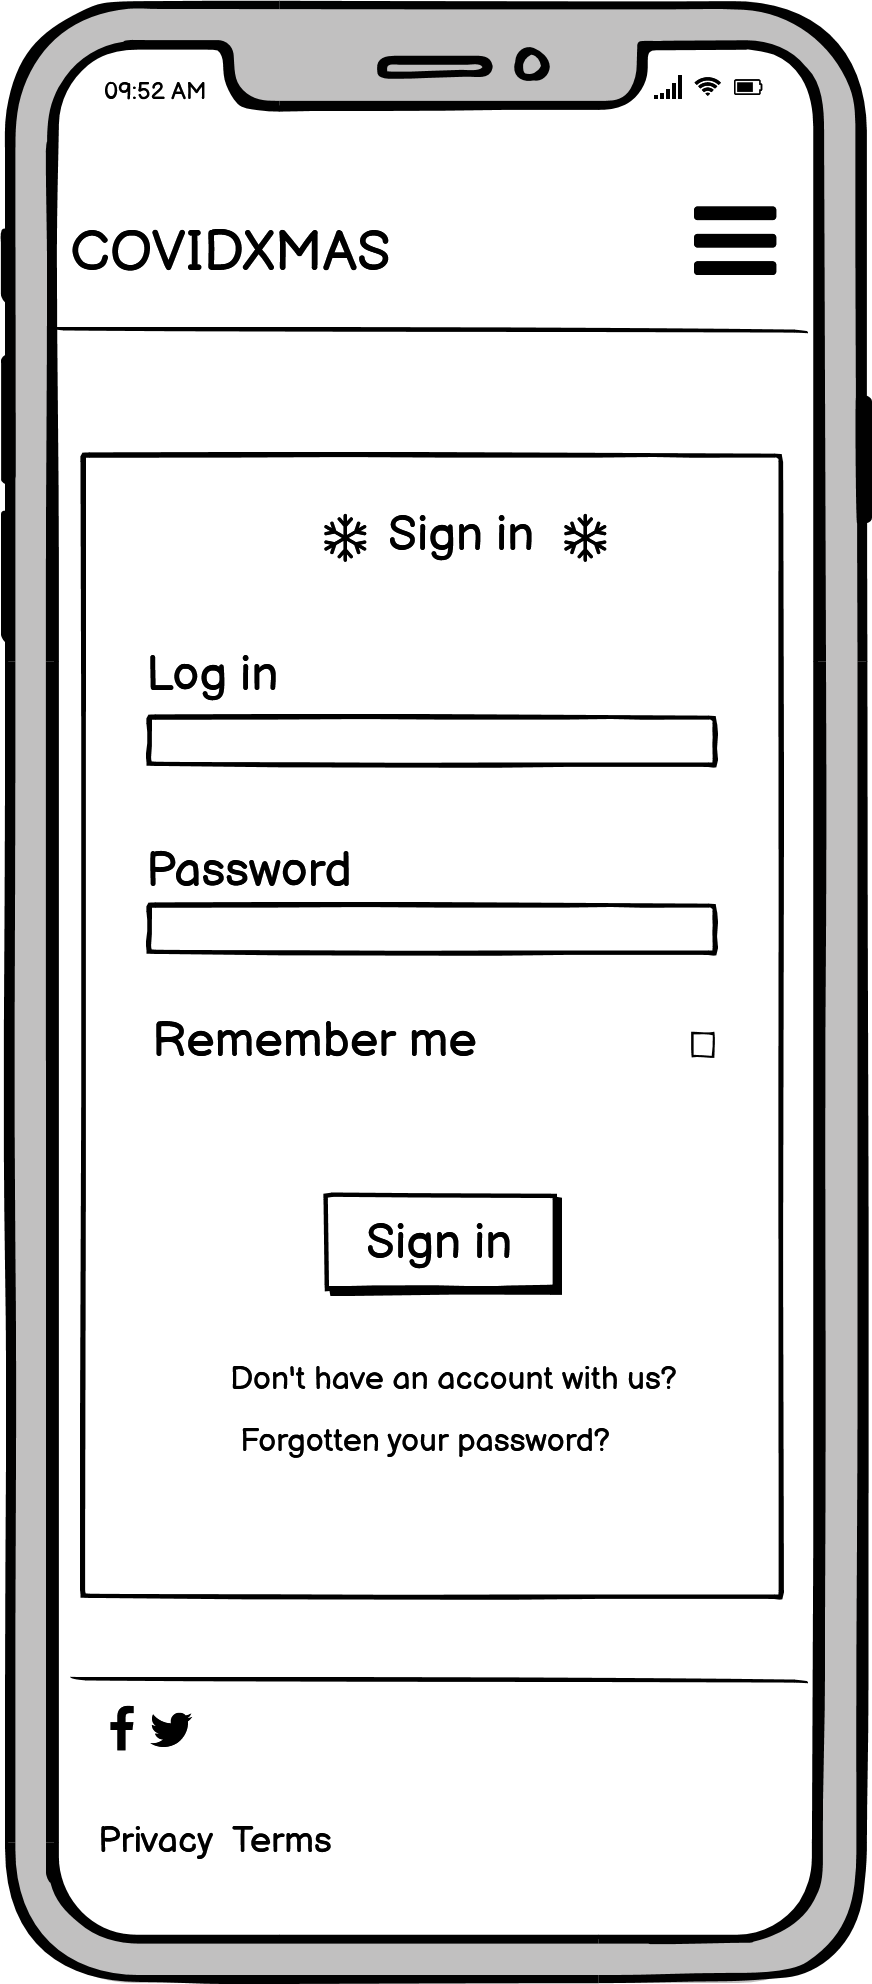 09:52 AM
COVIDXMAS
Sign in
Log in
Password
Remember me
Sign in
Don't have an account with us?
Forgotten your password?
Privacy Terms